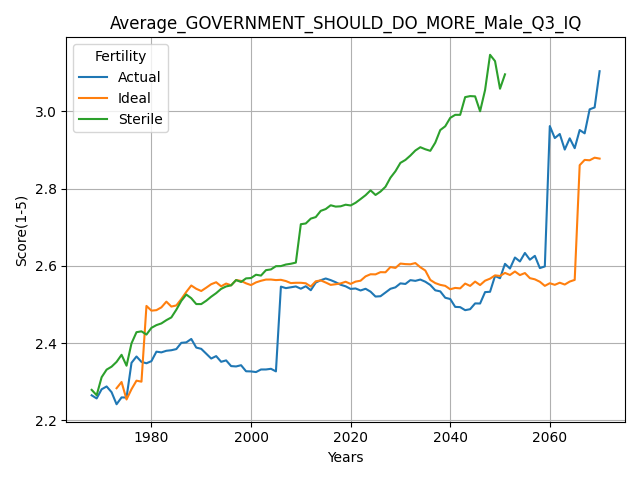 Average_GOVERNMENT_SHOULD_DO_MORE_Male_Q3_IQ
Fertility
Actual
Ideal
Sterile
Score(1-5)
3.0
2.8
2.6
2.4
2.2
1980
2000
2020
2040
2060
Years